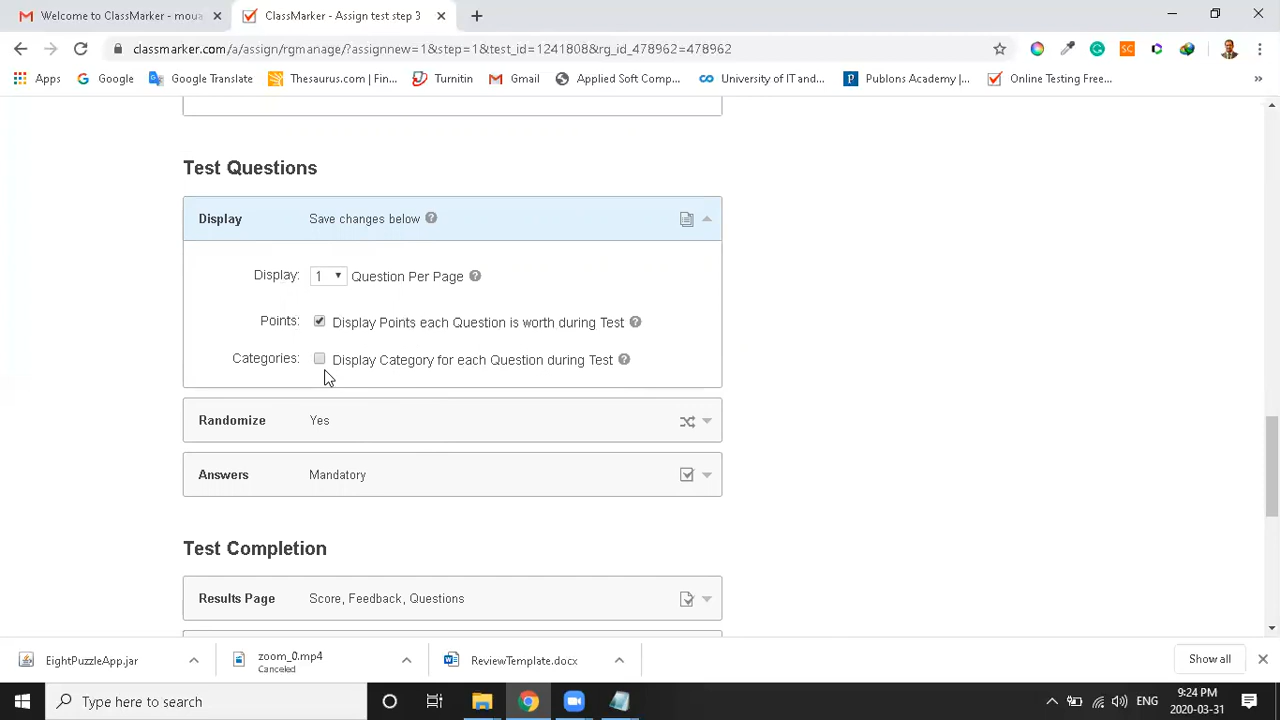 Welcome to ClassMarker - moua
ClassMarker - Assign test step 3
classmarker.com/a/assign/rgmanage/?assignnew=1&step=1&test_id=1241808&rg_id_478962=478962
SC
Apps
Google
Google Translate
Thesaurus.com | Fin...
Turnitin
Gmail
Applied Soft Comp...
University of IT and...
Publons Academy |...
Online Testing Free...
Test Questions
Display
Save changes below
Display:
1
Question Per Page
Points:
Display Points each Question is worth during Test
Categories:
Display Category for each Question during Test
Randomize
Yes
Answers
Mandatory
Test Completion
Results Page
Score, Feedback, Questions
EightPuzzleApp.jar
zoom_0.mp4
Canceled
ReviewTemplate.docx
Show all
Type here to search
ENG
9:24 PM
2020-03-31